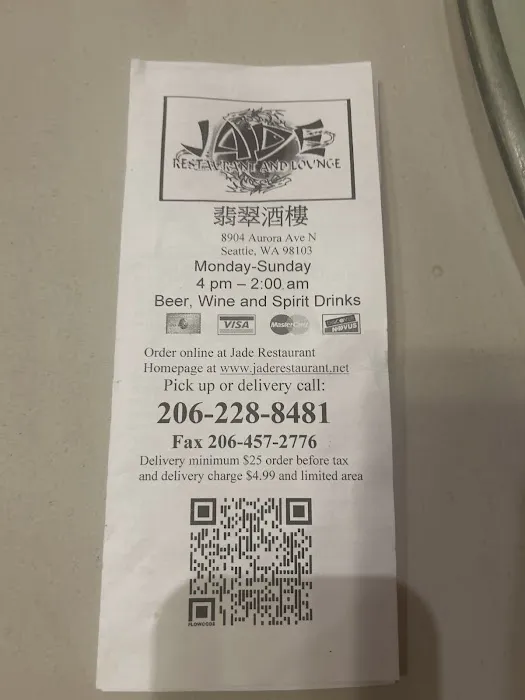 JADE
RESTAURANT AND LOUNGE
翡翠酒樓
8904 Aurora Ave N
Seattle, WA 98103
Monday-Sunday
4 pm – 2:00 am
Beer, Wine and Spirit Drinks
VISA MasterCard NOVUS
Order online at Jade Restaurant
Homepage at www.jaderestaurant.net
Pick up or delivery call:
206-228-8481
Fax 206-457-2776
Delivery minimum $25 order before tax
and delivery charge $4.99 and limited area